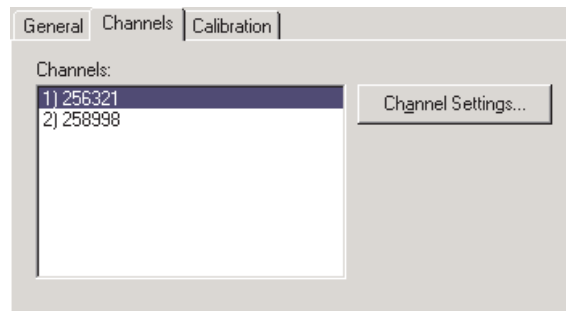 General Channels Calibration
Channels:
1) 256321 Channel Settings...
2) 258998